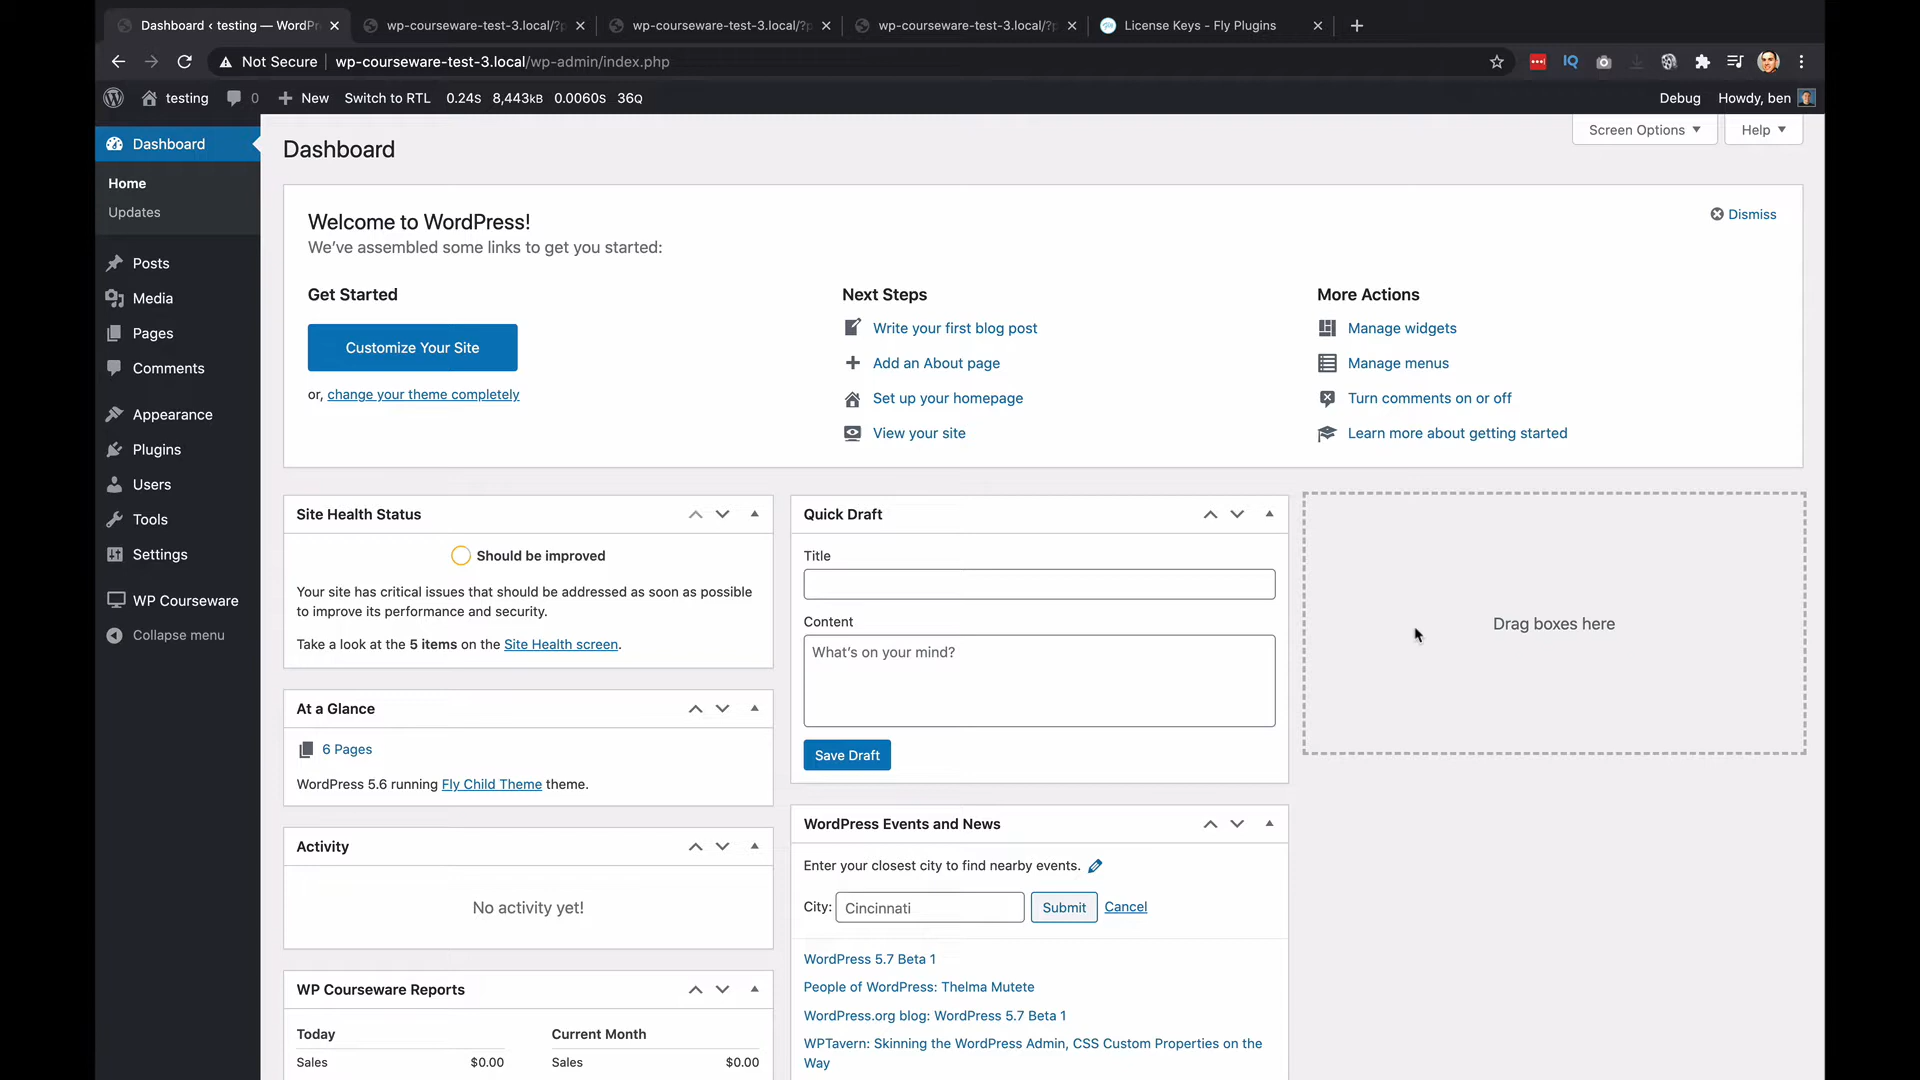 Dashboard ‹ testing — WordPr
wp-courseware-test-3.local/?p
wp-courseware-test-3.local/?p
wp-courseware-test-3.local/?p
License Keys - Fly Plugins
Not Secure
wp-courseware-test-3.local/wp-admin/index.php
IQ
testing
0
New
Switch to RTL
0.24S 8,443KB 0.0060S 36Q
Debug
Howdy, ben
Dashboard
Home
Updates
Posts
Media
Pages
Comments
Appearance
Plugins
Users
Tools
Settings
WP Courseware
Collapse menu
Dashboard
Screen Options
Help
Welcome to WordPress!
Dismiss
We've assembled some links to get you started:
Get Started
Customize Your Site
or, change your theme completely
Next Steps
Write your first blog post
Add an About page
Set up your homepage
View your site
More Actions
Manage widgets
Manage menus
Turn comments on or off
Learn more about getting started
Site Health Status
Should be improved
Your site has critical issues that should be addressed as soon as possible
to improve its performance and security.
Take a look at the 5 items on the Site Health screen.
At a Glance
6 Pages
WordPress 5.6 running Fly Child Theme theme.
Activity
No activity yet!
WP Courseware Reports
Today
Sales $0.00
Current Month
Sales $0.00
Quick Draft
Title
Content
What's on your mind?
Save Draft
WordPress Events and News
Enter your closest city to find nearby events.
City: Cincinnati Submit Cancel
WordPress 5.7 Beta 1
People of WordPress: Thelma Mutete
WordPress.org blog: WordPress 5.7 Beta 1
WPTavern: Skinning the WordPress Admin, CSS Custom Properties on the
Way
Drag boxes here